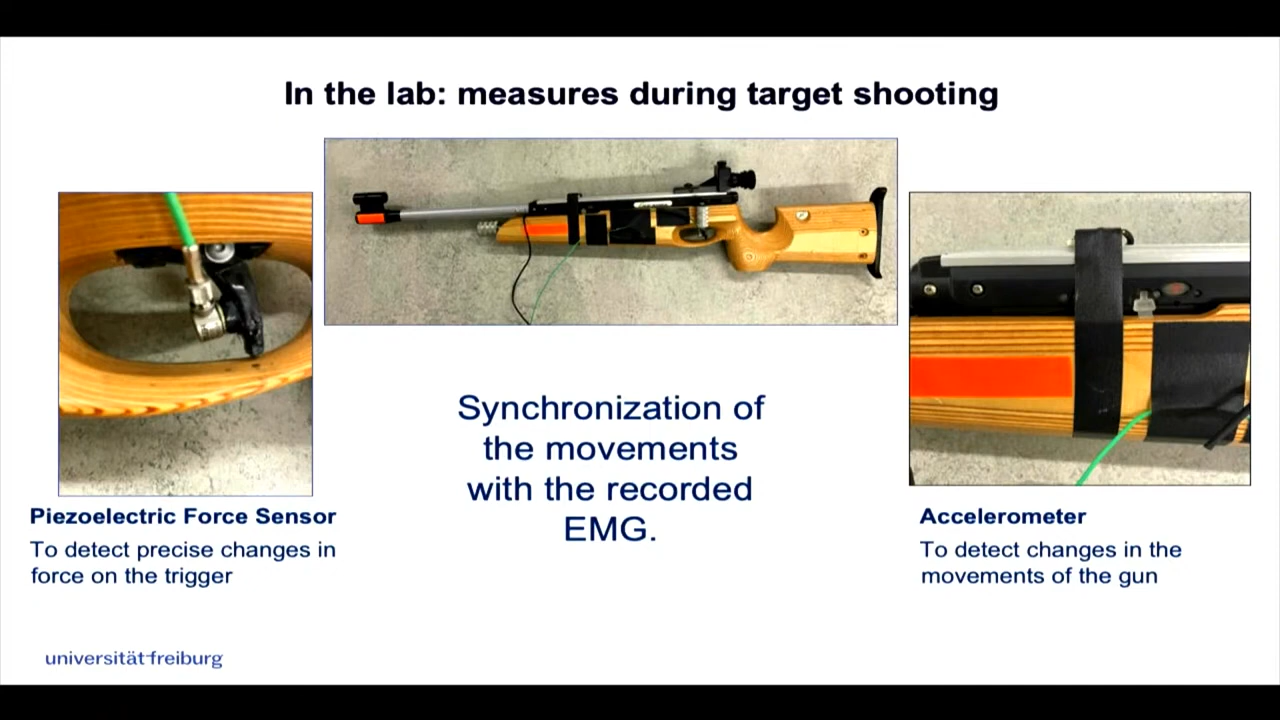 In the lab: measures during target shooting
Synchronization of
the movements
with the recorded
EMG.
Piezoelectric Force Sensor
To detect precise changes in
force on the trigger
Accelerometer
To detect changes in the
movements of the gun
universität freiburg